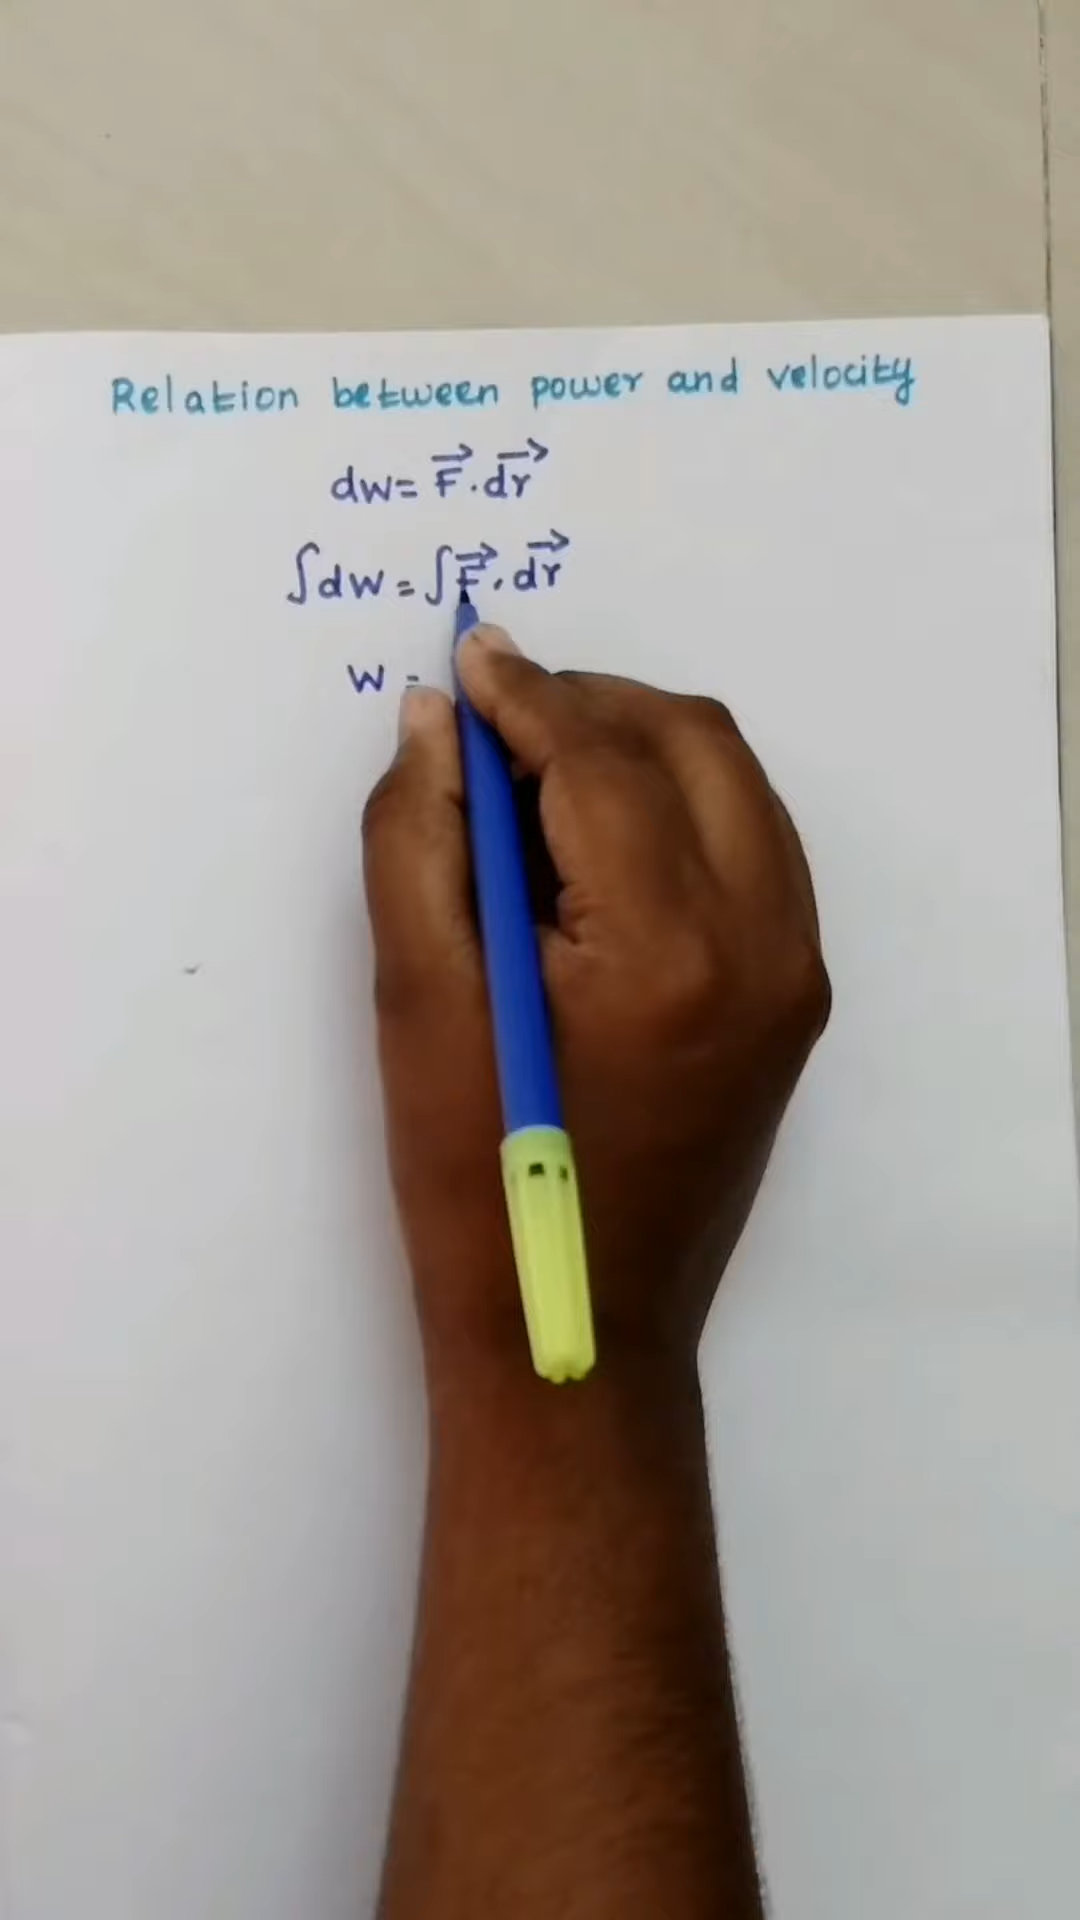 Relation between power and velocity
dw = F⃗ . dr⃗
∫dw = ∫F⃗ . dr⃗
W =